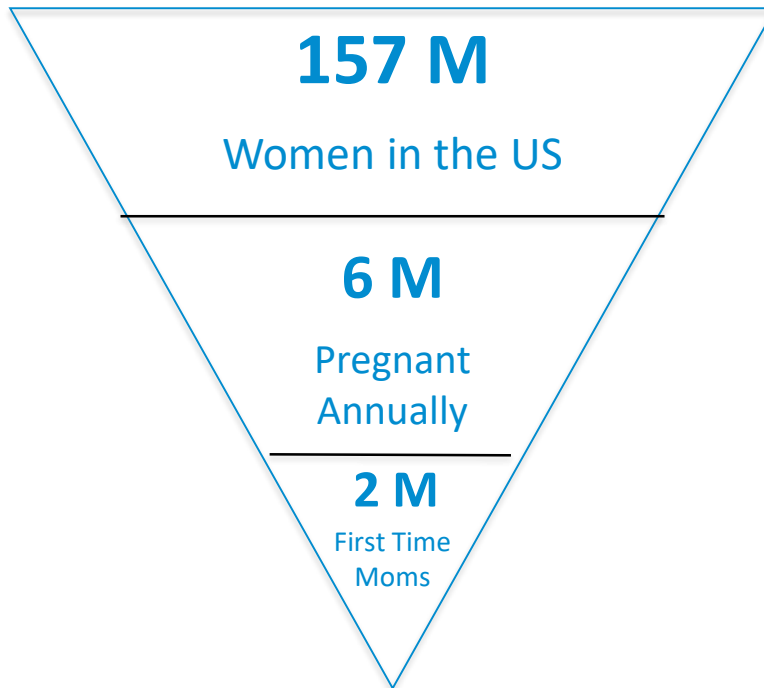 157 M
Women in the US
6 M
Pregnant
Annually
2 M
First Time
Moms